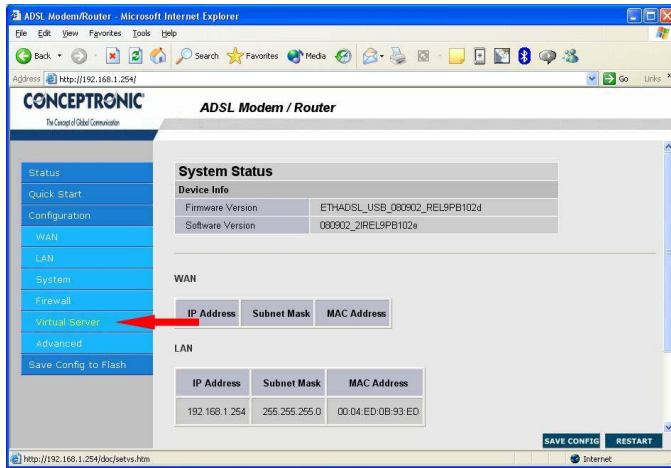 ADSL Modem/Router - Microsoft Internet Explorer
File Edit View Favorites Tools Help
Back Search Favorites Media
Address http://192.168.1.254/ Go Links
CONCEPTRONIC
The Concept of Global Communication
ADSL Modem / Router
Status
Quick Start
Configuration
WAN
LAN
System
Firewall
Virtual Server
Advanced
Save Config to Flash
System Status
Device Info
Firmware Version ETHADSL_USB_080902_REL9PB102d
Software Version 080902_2IREL9PB102e
WAN
IP Address Subnet Mask MAC Address
LAN
IP Address Subnet Mask MAC Address
192.168.1.254 255.255.255.0 00:04:ED:0B:93:ED
SAVE CONFIG RESTART
http://192.168.1.254/doc/setvs.htm Internet